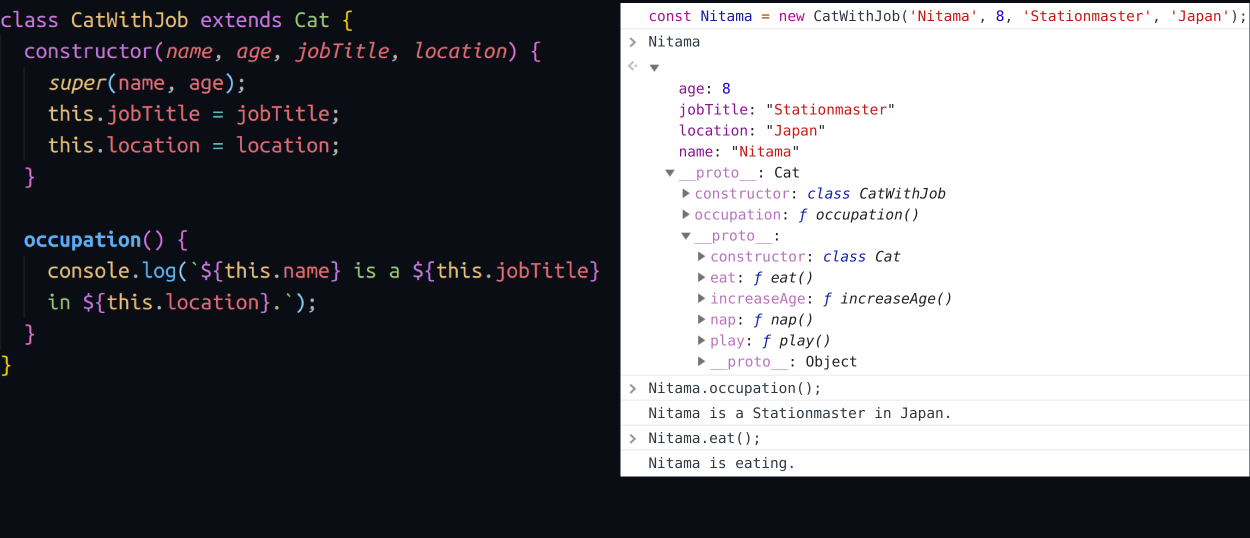 class CatWithJob extends Cat {
constructor(name, age, jobTitle, location) {
super(name, age);
this.jobTitle = jobTitle;
this.location = location;
}
occupation() {
console.log(`${this.name} is a ${this.jobTitle}
in ${this.location}.`);
}
}
const Nitama = new CatWithJob('Nitama', 8, 'Stationmaster', 'Japan');
Nitama
age: 8
jobTitle: "Stationmaster"
location: "Japan"
name: "Nitama"
__proto__: Cat
constructor: class CatWithJob
occupation: ƒ occupation()
__proto__:
constructor: class Cat
eat: ƒ eat()
increaseAge: ƒ increaseAge()
nap: ƒ nap()
play: ƒ play()
__proto__: Object
Nitama.occupation();
Nitama is a Stationmaster in Japan.
Nitama.eat();
Nitama is eating.